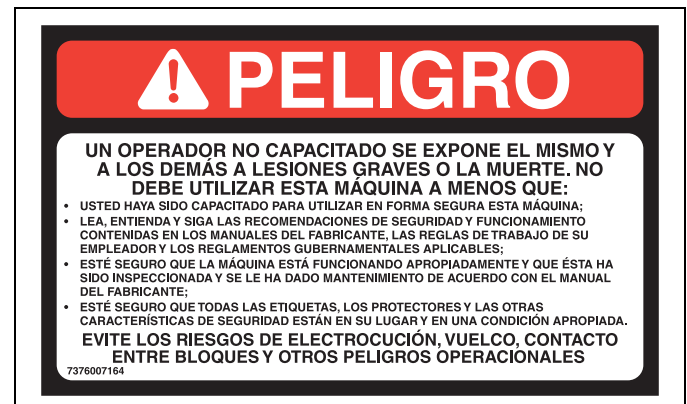 PELIGRO
UN OPERADOR NO CAPACITADO SE EXPONE EL MISMO Y
A LOS DEMÁS A LESIONES GRAVES O LA MUERTE. NO
DEBE UTILIZAR ESTA MÁQUINA A MENOS QUE:
• USTED HAYA SIDO CAPACITADO PARA UTILIZAR EN FORMA SEGURA ESTA MÁQUINA;
• LEA, ENTIENDA Y SIGA LAS RECOMENDACIONES DE SEGURIDAD Y FUNCIONAMIENTO
CONTENIDAS EN LOS MANUALES DEL FABRICANTE, LAS REGLAS DE TRABAJO DE SU
EMPLEADOR Y LOS REGLAMENTOS GUBERNAMENTALES APLICABLES;
• ESTÉ SEGURO QUE LA MÁQUINA ESTÁ FUNCIONANDO APROPIADAMENTE Y QUE ÉSTA HA
SIDO INSPECCIONADA Y SE LE HA DADO MANTENIMIENTO DE ACUERDO CON EL MANUAL
DEL FABRICANTE;
• ESTÉ SEGURO QUE TODAS LAS ETIQUETAS, LOS PROTECTORES Y LAS OTRAS
CARACTERÍSTICAS DE SEGURIDAD ESTÁN EN SU LUGAR Y EN UNA CONDICIÓN APROPIADA.
EVITE LOS RIESGOS DE ELECTROCUCIÓN, VUELCO, CONTACTO
ENTRE BLOQUES Y OTROS PELIGROS OPERACIONALES
7376007164